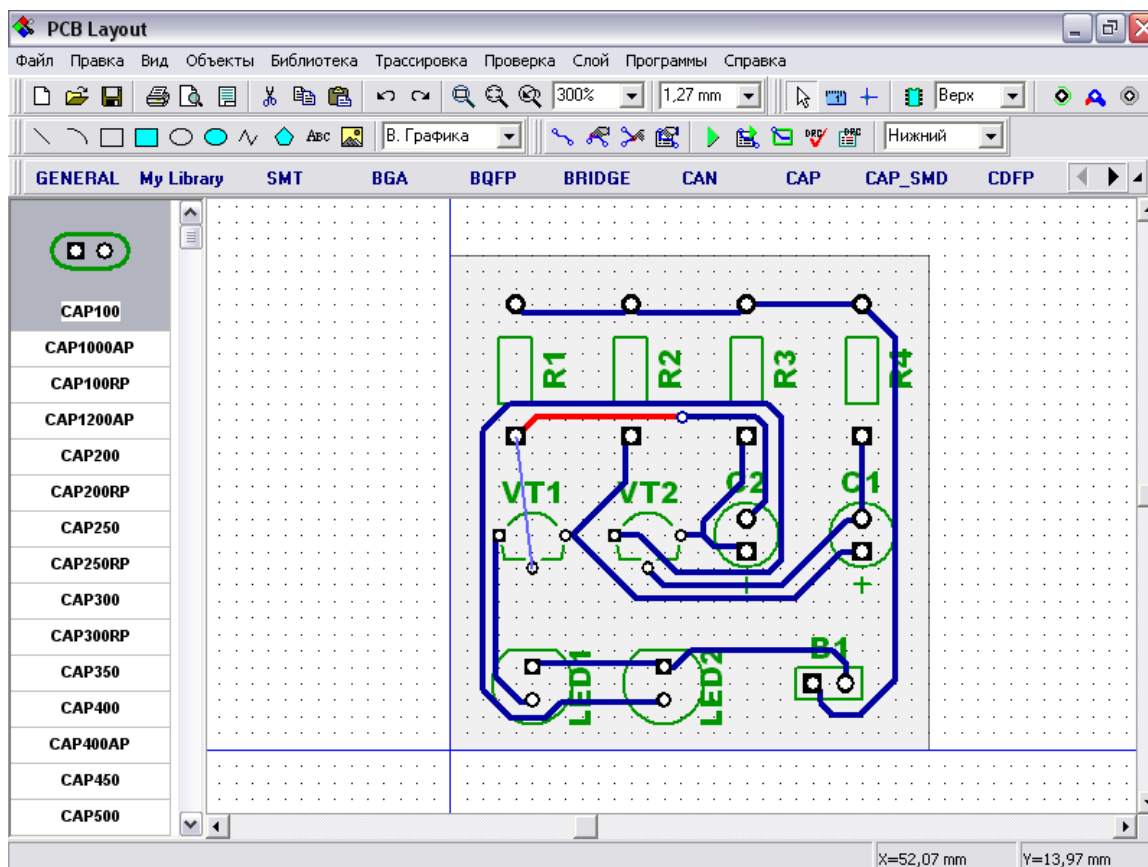 PCB Layout
Файл Правка Вид Объекты Библиотека Трассировка Проверка Слой Программы Справка
300% 1,27 mm Верх
ABC В. Графика DRC DRC Нижний
GENERAL My Library SMT BGA BQFP BRIDGE CAN CAP CAP_SMD CDFP
CAP100
CAP1000AP
CAP100RP
CAP1200AP
CAP200
CAP200RP
CAP250
CAP250RP
CAP300
CAP300RP
CAP350
CAP400
CAP400AP
CAP450
CAP500
R1 R2 R3 R4
VT1 VT2 C2 C1
+ +
B1
LED1 LED2
X=52,07 mm Y=13,97 mm